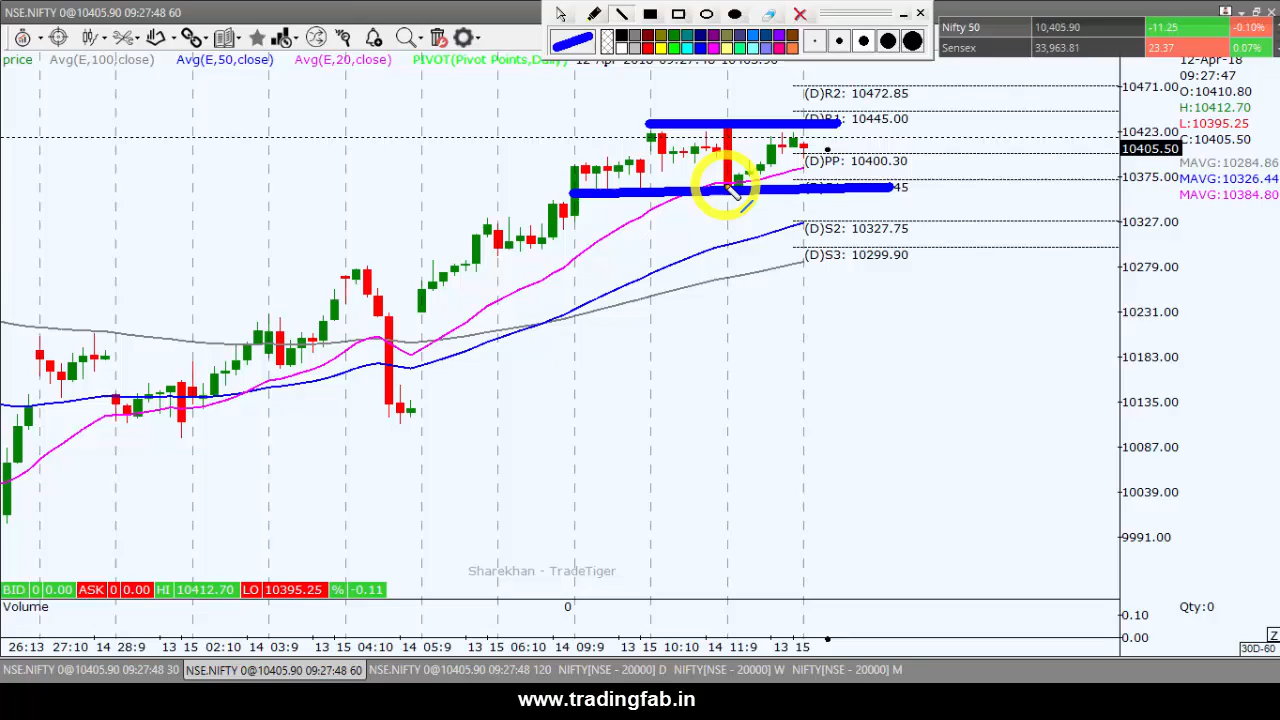 NSE.NIFTY 0@10405.90 09:27:48 60
Nifty 50 10,405.90 -11.25 -0.10%
Sensex 33,963.81 23.37 0.07%
price Avg(E,100,close) Avg(E,50,close) Avg(E,20,close) PIVOT(Pivot Points,Daily)
12-Apr-18
09:27:47
O:10410.80
H:10412.70
L:10395.25
C:10405.50
MAVG:10284.86
MAVG:10326.44
MAVG:10384.80
(D)R2: 10472.85
(D)R1: 10445.00
(D)PP: 10400.30
45
(D)S2: 10327.75
(D)S3: 10299.90
10471.00
10423.00
10405.50
10375.00
10327.00
10279.00
10231.00
10183.00
10135.00
10087.00
10039.00
9991.00
Sharekhan - TradeTiger
BID 0 0.00 ASK 0 0.00 HI 10412.70 LO 10395.25 % -0.11
Volume 0 Qty:0
0.10
0.00
Z
26:13 27:10 14 28:9 13 15 02:10 14 03:9 13 15 04:10 14 05:9 13 15 06:10 14 09:9 13 15 10:10 14 11:9 13 15 30D-60
NSE.NIFTY 0@10405.90 09:27:48 30 NSE.NIFTY 0@10405.90 09:27:48 60 NSE.NIFTY 0@10405.90 09:27:48 120 NIFTY[NSE - 20000] D NIFTY[NSE - 20000] W NIFTY[NSE - 20000] M
www.tradingfab.in